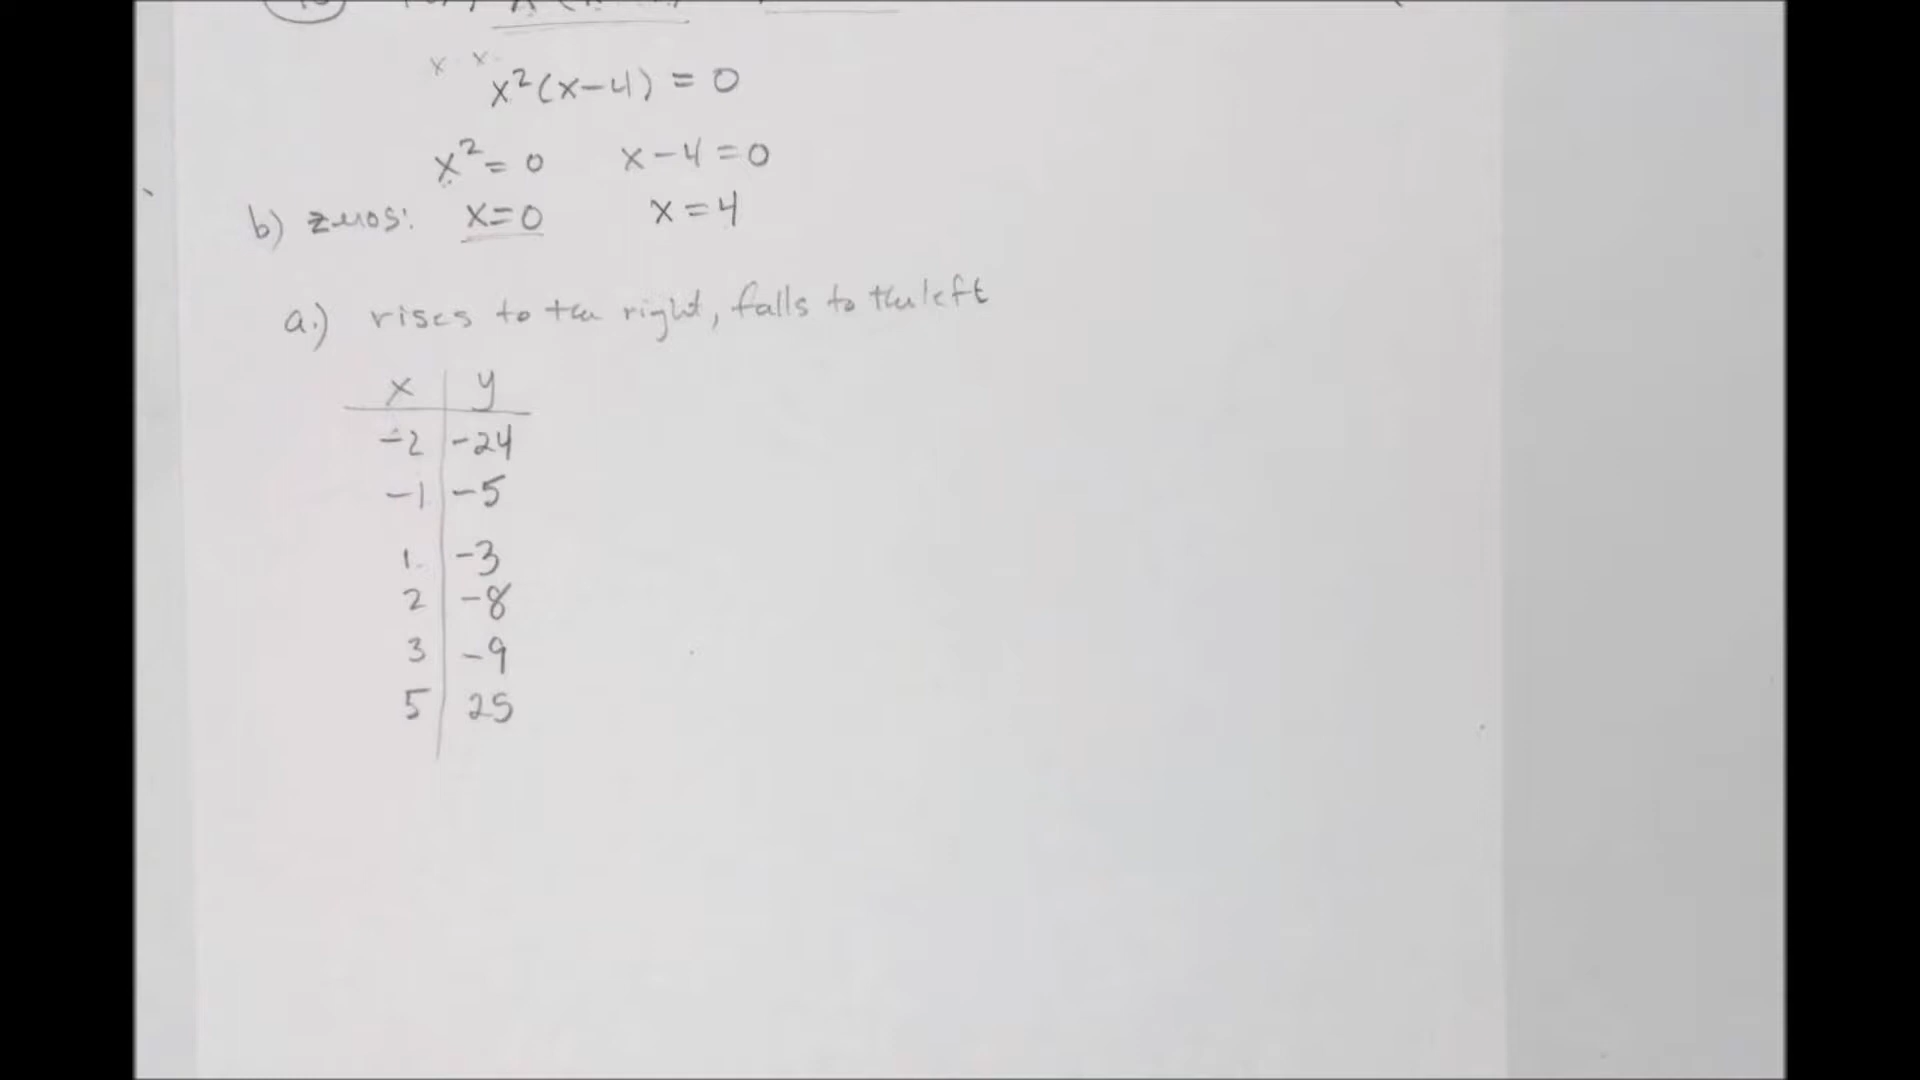 x x
x²(x-4) = 0
x² = 0 x-4=0
b) zeros: x=0 x=4
a.) rises to the right, falls to the left
x y
-2 -24
-1 -5
1 -3
2 -8
3 -9
5 25